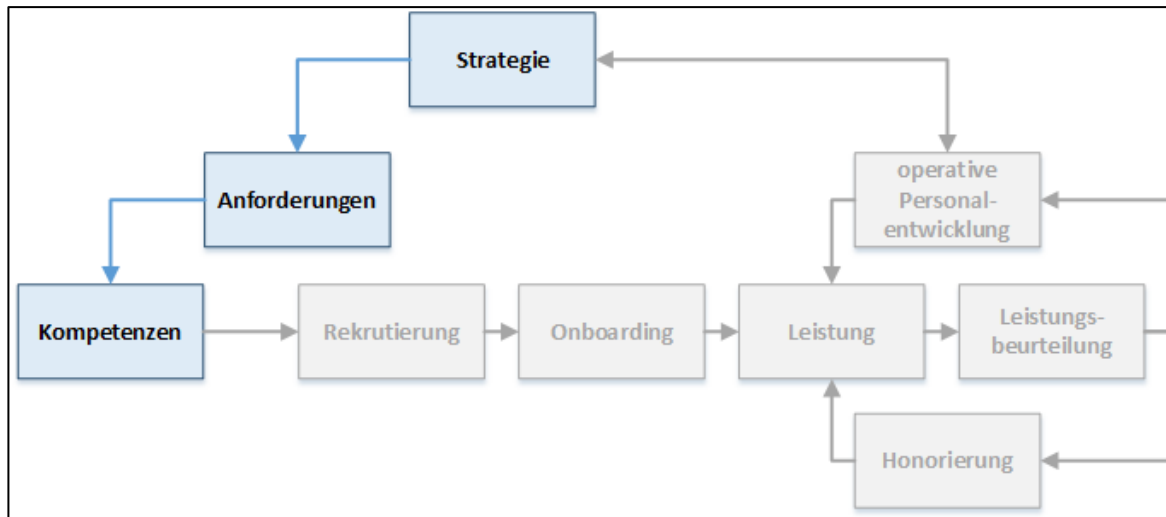 Strategie
Anforderungen
operative
Personal-
entwicklung
Kompetenzen
Rekrutierung
Onboarding
Leistung
Leistungs-
beurteilung
Honorierung